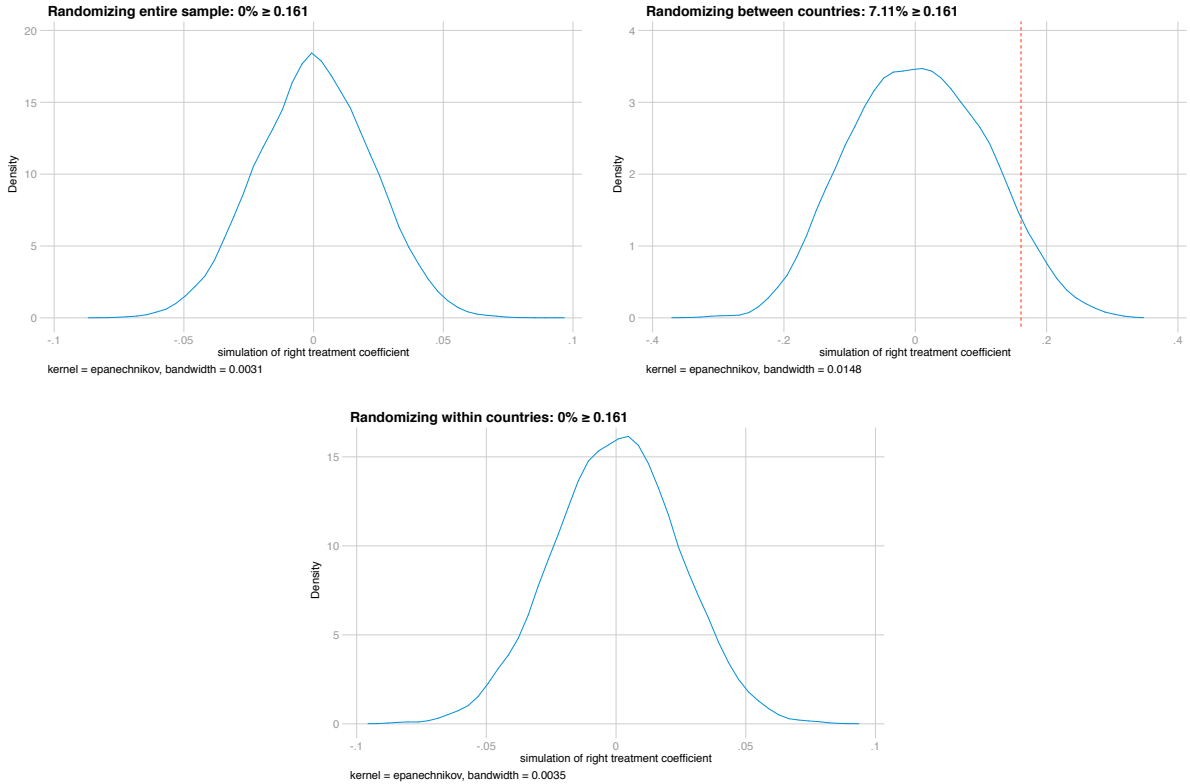 Randomizing entire sample: 0% ≥ 0.161
20
15
10
5
0
Density
-.1
-.05
0
.05
.1
simulation of right treatment coefficient
kernel = epanechnikov, bandwidth = 0.0031
Randomizing between countries: 7.11% ≥ 0.161
4
3
2
1
0
Density
-.4
-.2
0
.2
.4
simulation of right treatment coefficient
kernel = epanechnikov, bandwidth = 0.0148
Randomizing within countries: 0% ≥ 0.161
15
10
5
0
Density
-.1
-.05
0
.05
.1
simulation of right treatment coefficient
kernel = epanechnikov, bandwidth = 0.0035